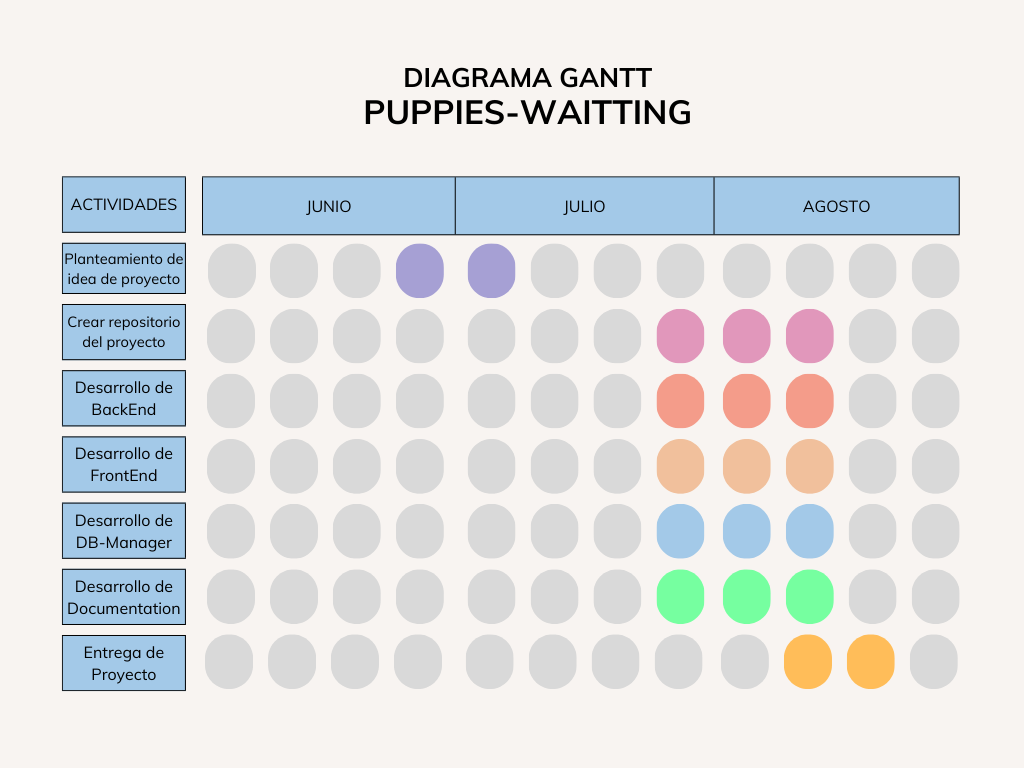 DIAGRAMA GANTT
PUPPIES-WAITTING
ACTIVIDADES
JUNIO
JULIO
AGOSTO
Planteamiento de
idea de proyecto
Crear repositorio
del proyecto
Desarrollo de
BackEnd
Desarrollo de
FrontEnd
Desarrollo de
DB-Manager
Desarrollo de
Documentation
Entrega de
Proyecto